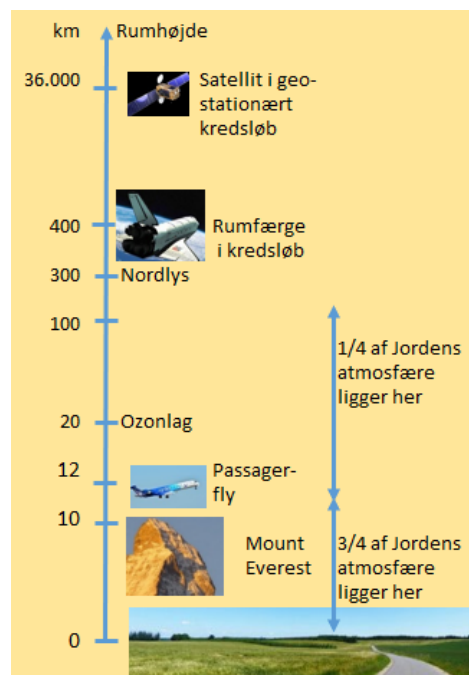 km Rumhøjde
36.000
Satellit i geo-
stationært
kredsløb
400
Rumfærge
i kredsløb
300 Nordlys
100
1/4 af Jordens
atmosfære
ligger her
20 Ozonlag
12
Passager-
fly
10
Mount
Everest
3/4 af Jordens
atmosfære
ligger her
0